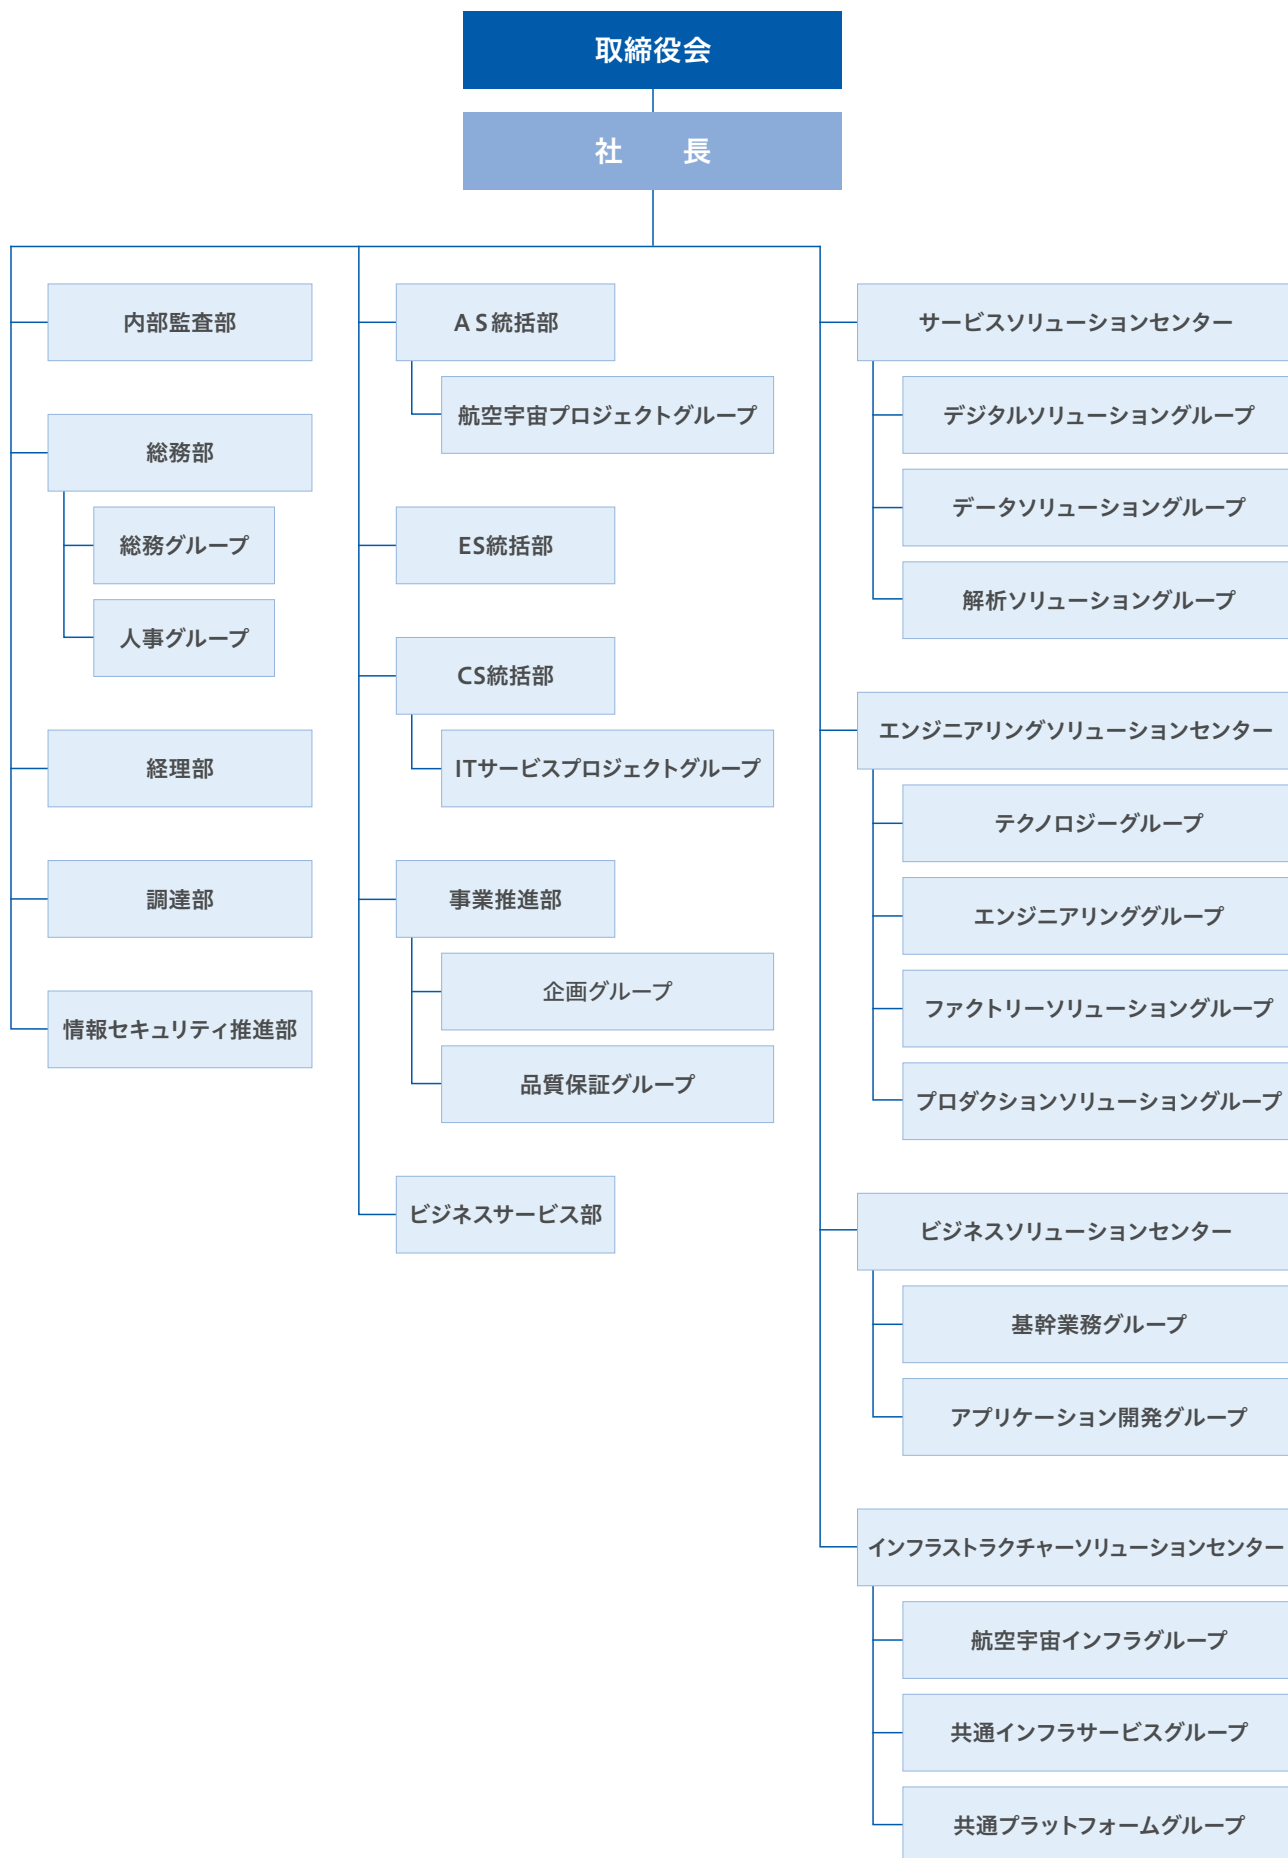 取締役会
社　　長
内部監査部
総務部
総務グループ
人事グループ
経理部
調達部
情報セキュリティ推進部
ＡＳ統括部
航空宇宙プロジェクトグループ
ES統括部
CS統括部
ITサービスプロジェクトグループ
事業推進部
企画グループ
品質保証グループ
ビジネスサービス部
サービスソリューションセンター
デジタルソリューショングループ
データソリューショングループ
解析ソリューショングループ
エンジニアリングソリューションセンター
テクノロジーグループ
エンジニアリンググループ
ファクトリーソリューショングループ
プロダクションソリューショングループ
ビジネスソリューションセンター
基幹業務グループ
アプリケーション開発グループ
インフラストラクチャーソリューションセンター
航空宇宙インフラグループ
共通インフラサービスグループ
共通プラットフォームグループ